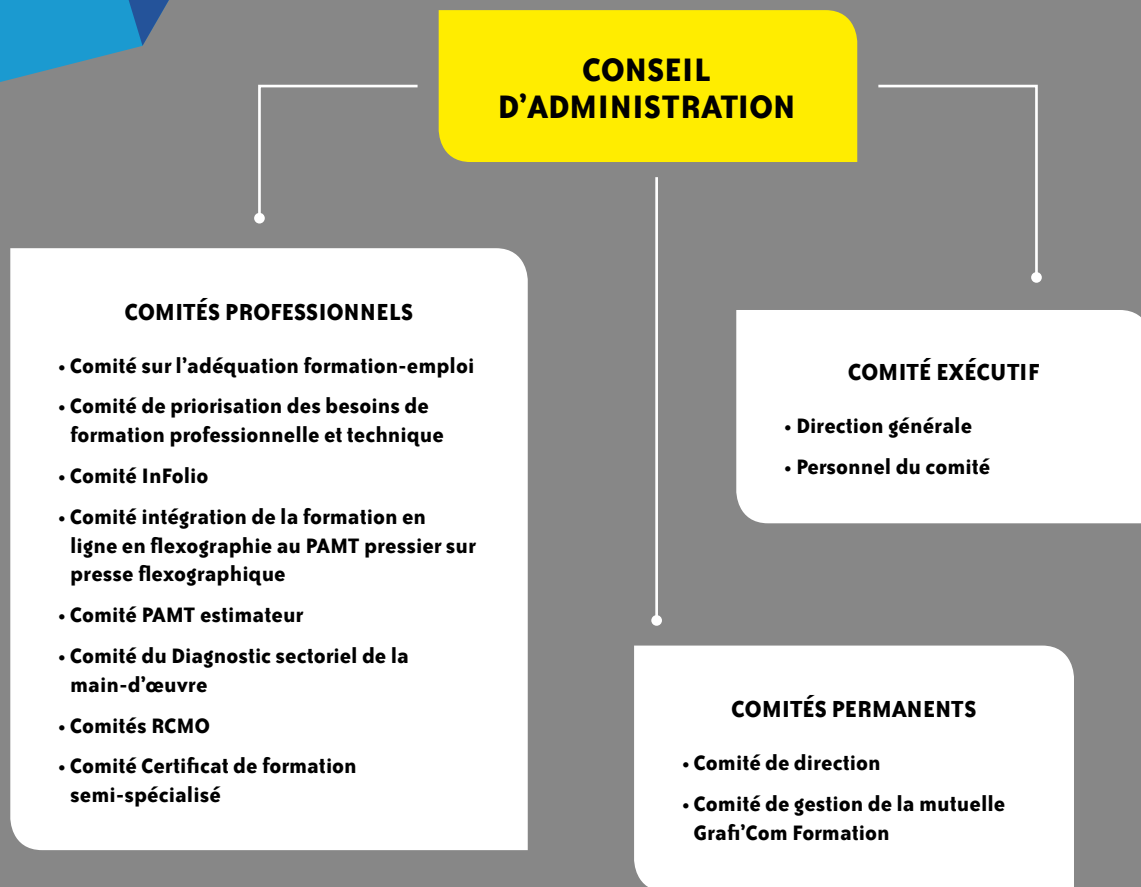 CONSEIL
D’ADMINISTRATION
COMITÉS PROFESSIONNELS
• Comité sur l’adéquation formation-emploi
• Comité de priorisation des besoins de
formation professionnelle et technique
• Comité InFolio
• Comité intégration de la formation en
ligne en flexographie au PAMT pressier sur
presse flexographique
• Comité PAMT estimateur
• Comité du Diagnostic sectoriel de la
main-d’œuvre
• Comités RCMO
• Comité Certificat de formation
semi-spécialisé
COMITÉ EXÉCUTIF
• Direction générale
• Personnel du comité
COMITÉS PERMANENTS
• Comité de direction
• Comité de gestion de la mutuelle
Grafi’Com Formation